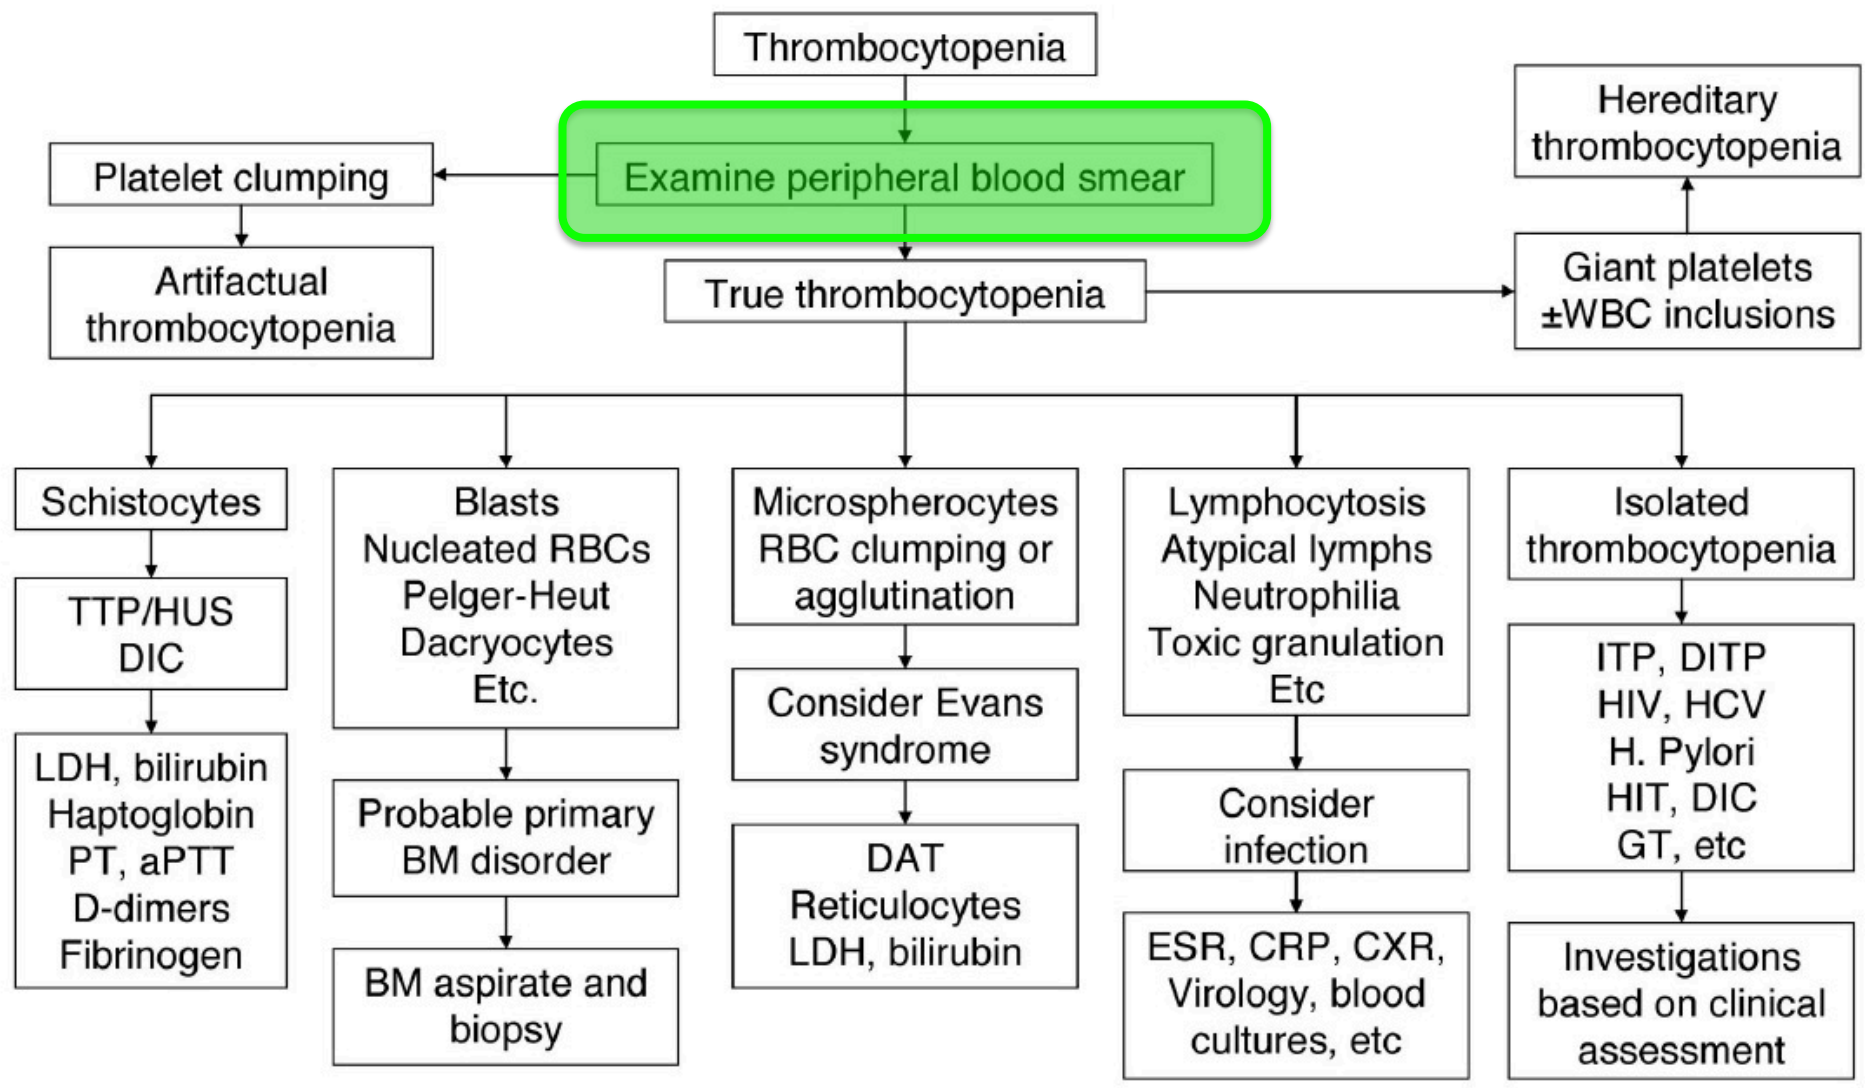 Thrombocytopenia
Examine peripheral blood smear
Platelet clumping
Artifactual
thrombocytopenia
True thrombocytopenia
Hereditary
thrombocytopenia
Giant platelets
±WBC inclusions
Schistocytes
TTP/HUS
DIC
LDH, bilirubin
Haptoglobin
PT, aPTT
D-dimers
Fibrinogen
Blasts
Nucleated RBCs
Pelger-Heut
Dacryocytes
Etc.
Probable primary
BM disorder
BM aspirate and
biopsy
Microspherocytes
RBC clumping or
agglutination
Consider Evans
syndrome
DAT
Reticulocytes
LDH, bilirubin
Lymphocytosis
Atypical lymphs
Neutrophilia
Toxic granulation
Etc
Consider
infection
ESR, CRP, CXR,
Virology, blood
cultures, etc
Isolated
thrombocytopenia
ITP, DITP
HIV, HCV
H. Pylori
HIT, DIC
GT, etc
Investigations
based on clinical
assessment